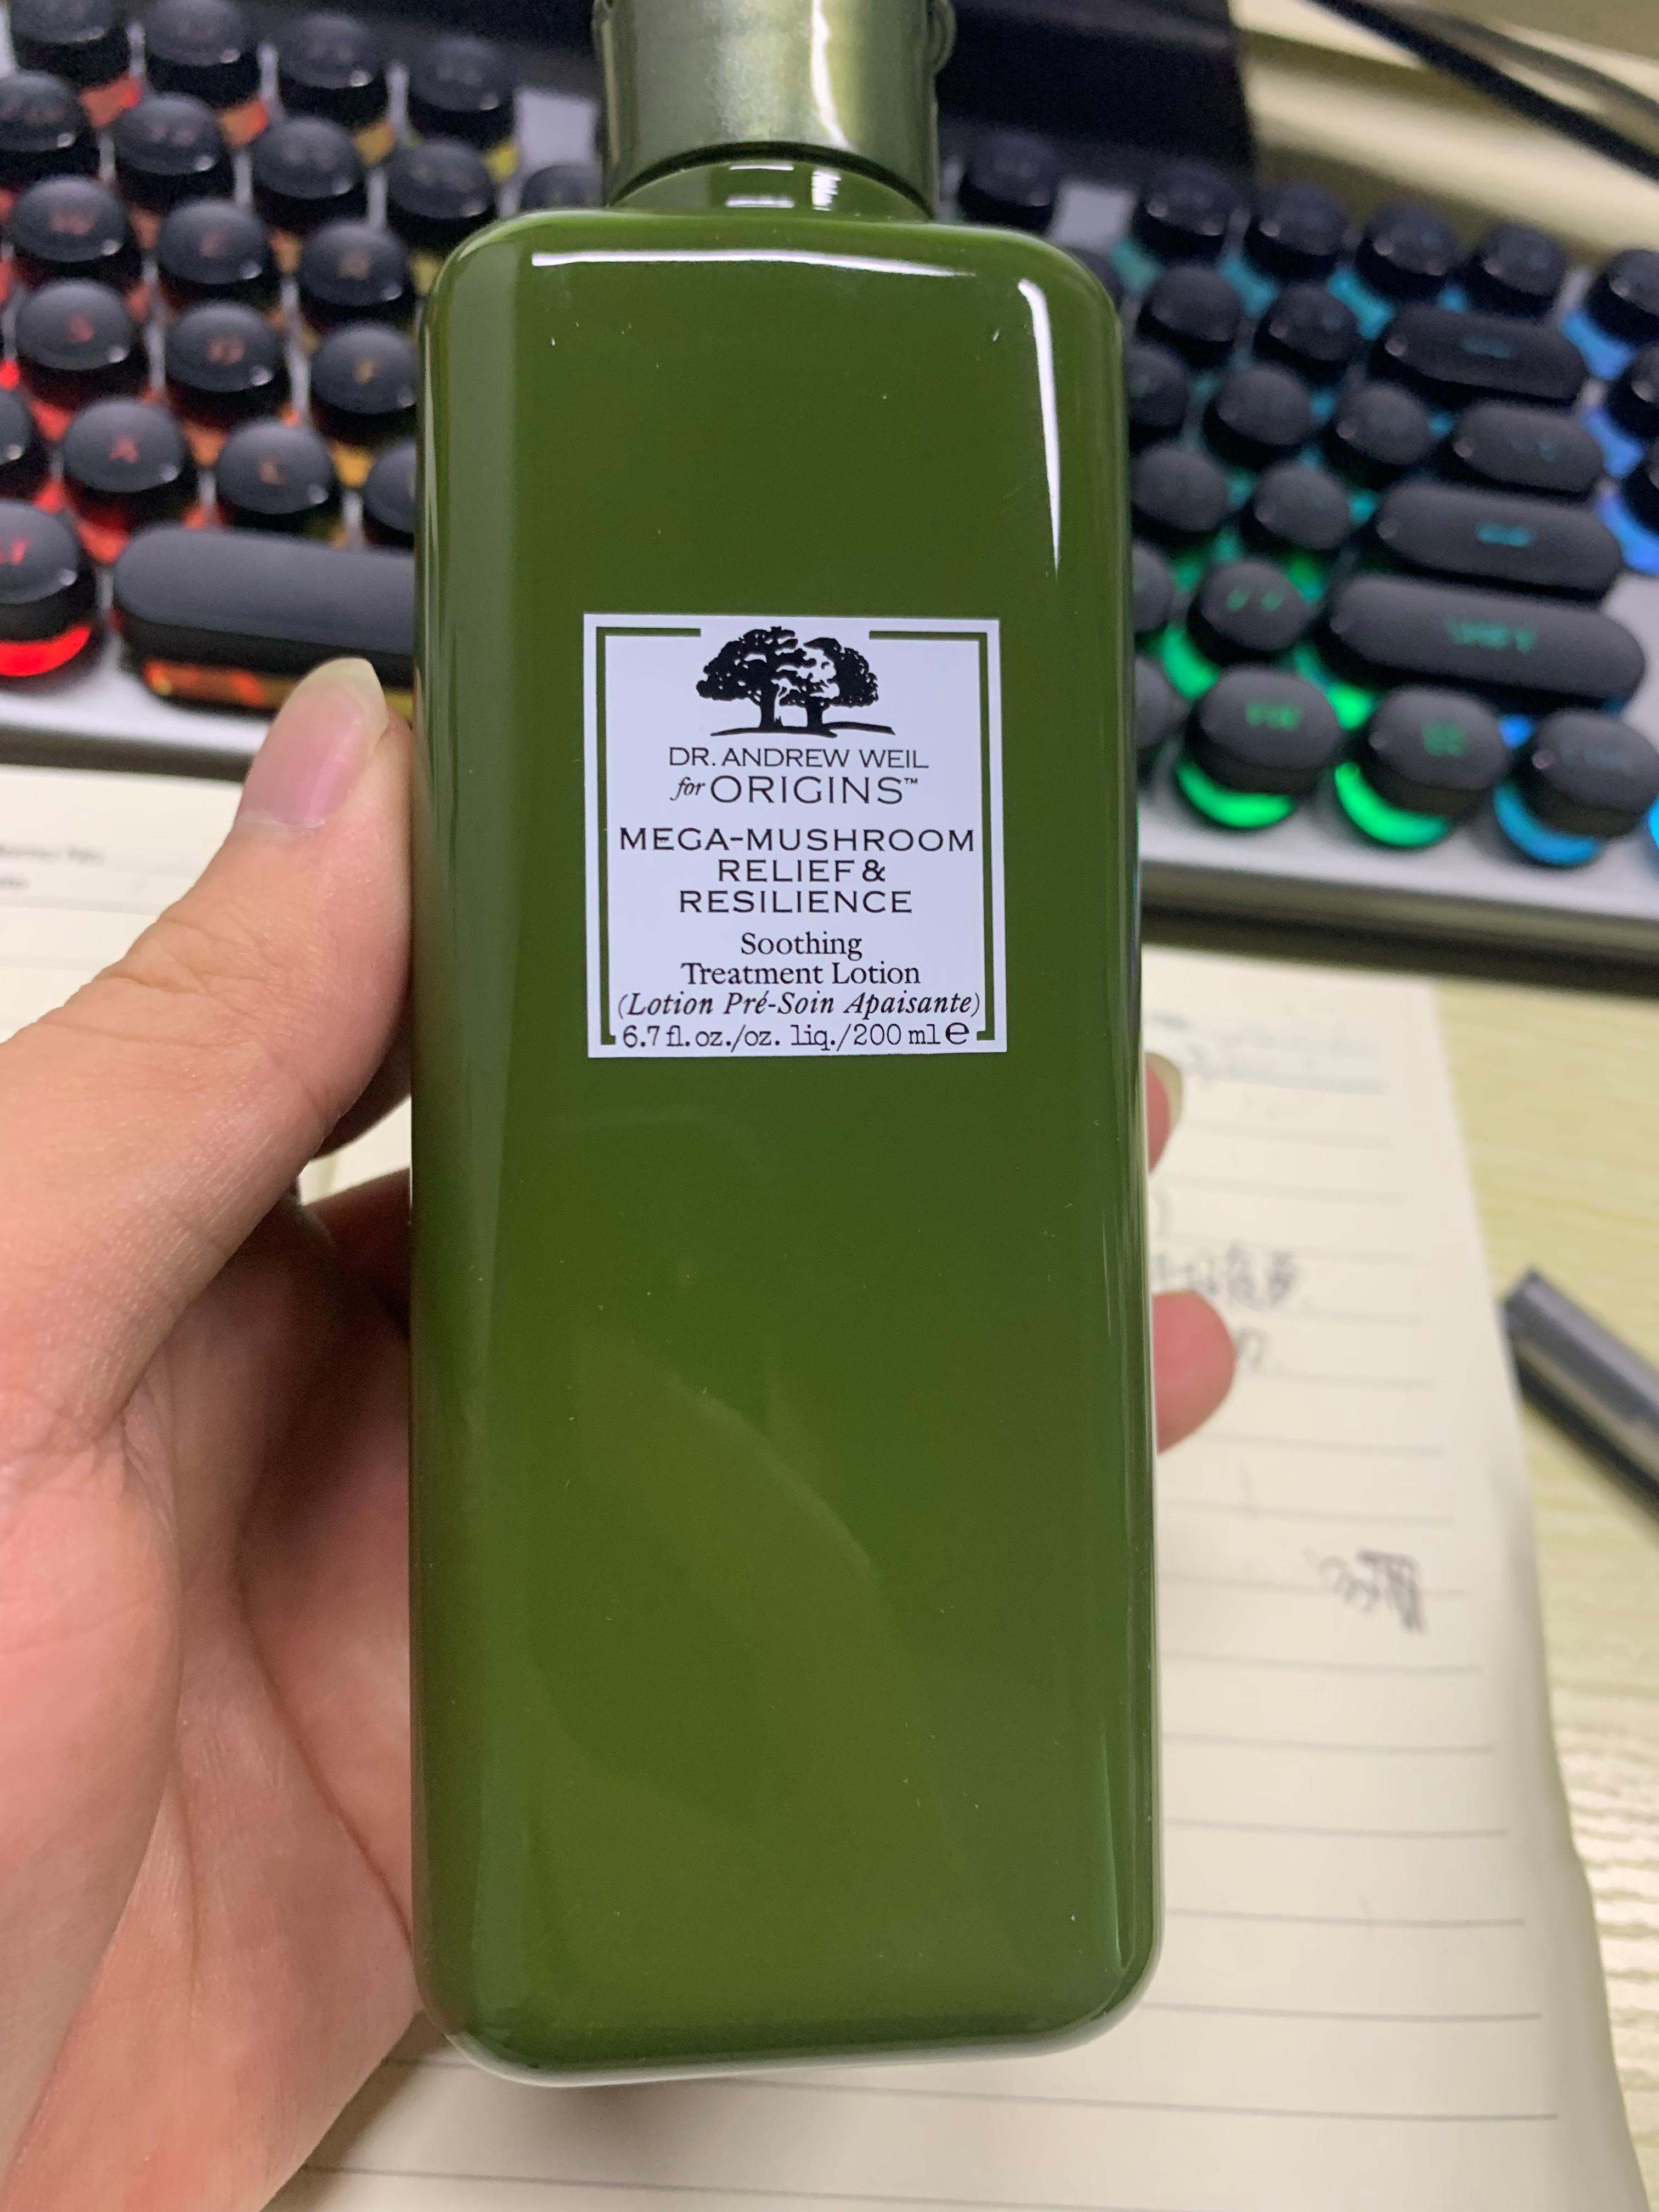 DR. ANDREW WEIL
for ORIGINS™
MEGA-MUSHROOM
RELIEF &
RESILIENCE
Soothing
Treatment Lotion
(Lotion Pré-Soin Apaisante)
6.7 fl. oz./oz. liq./200 ml e